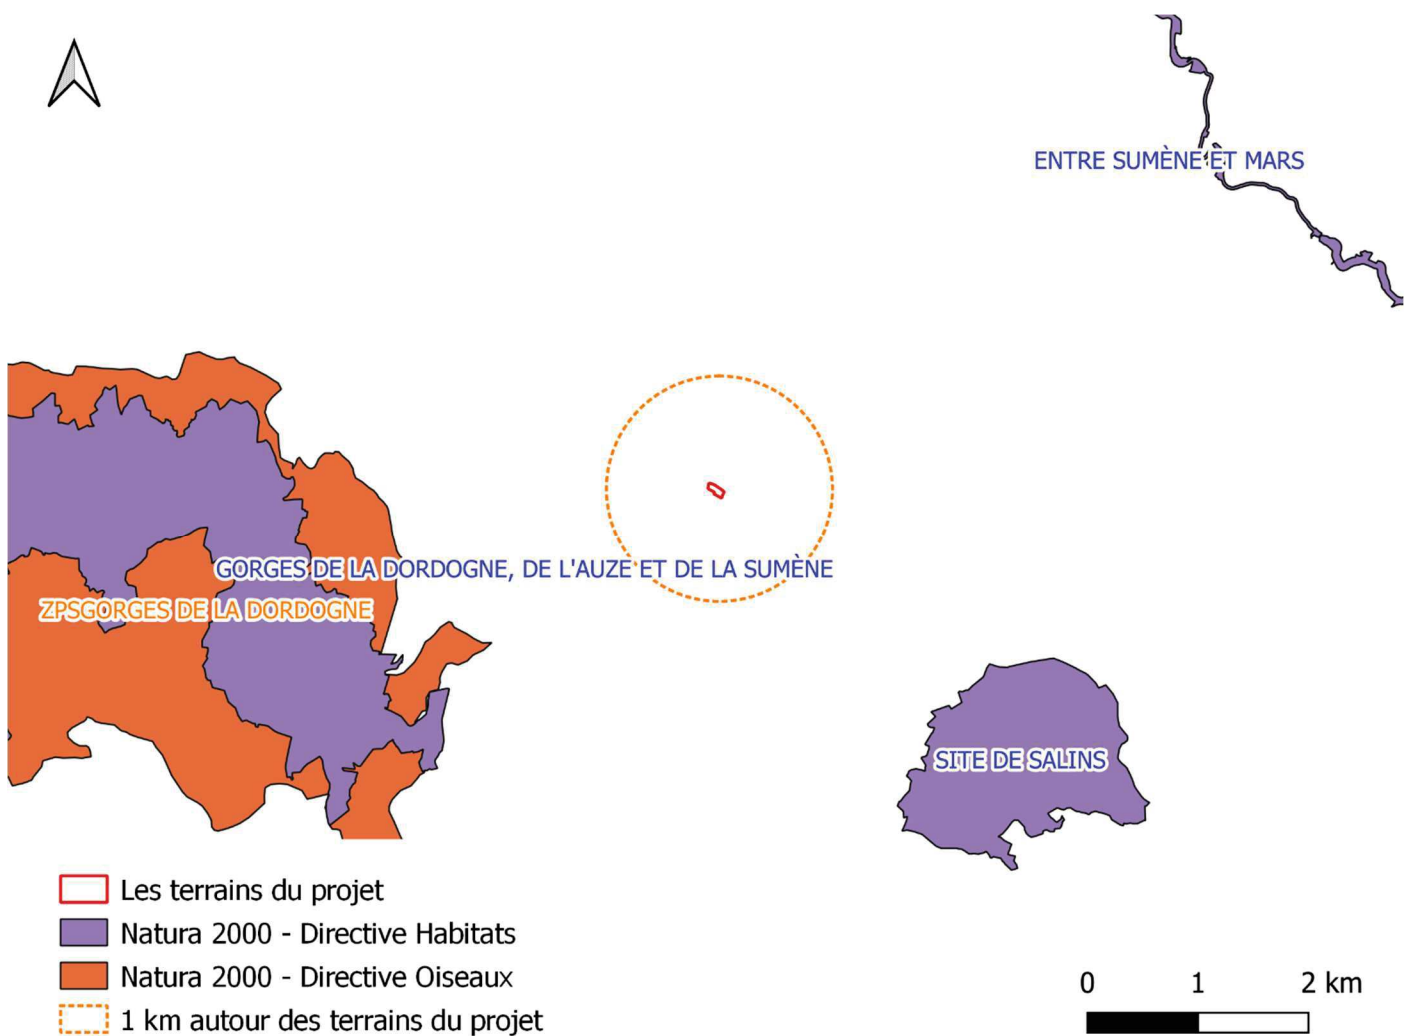 ENTRE SUMÈNE ET MARS
GORGES DE LA DORDOGNE, DE L'AUZE ET DE LA SUMÈNE
ZPSGORGES DE LA DORDOGNE
SITE DE SALINS
Les terrains du projet
Natura 2000 - Directive Habitats
Natura 2000 - Directive Oiseaux
1 km autour des terrains du projet
0 1 2 km